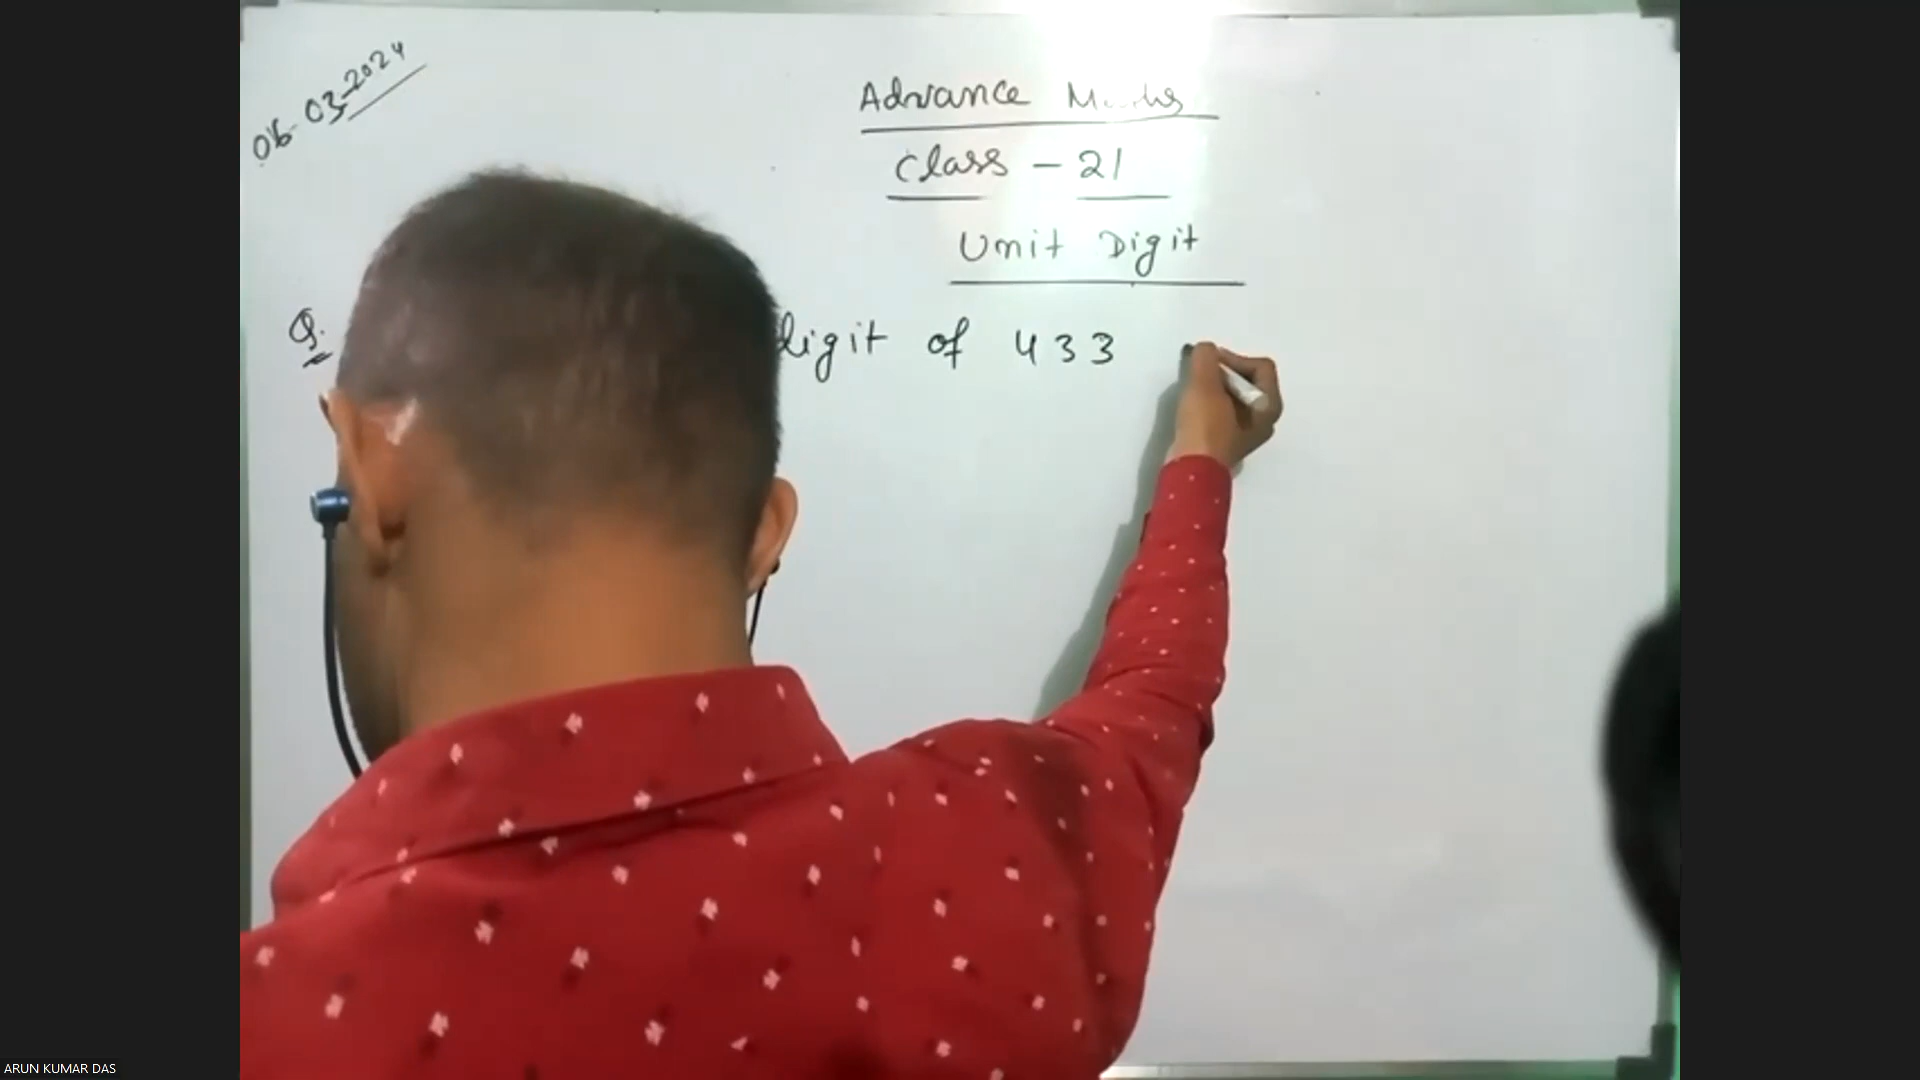 06-03-2024
Advance Maths
Class - 21
Unit Digit
Q. digit of 433
ARUN KUMAR DAS